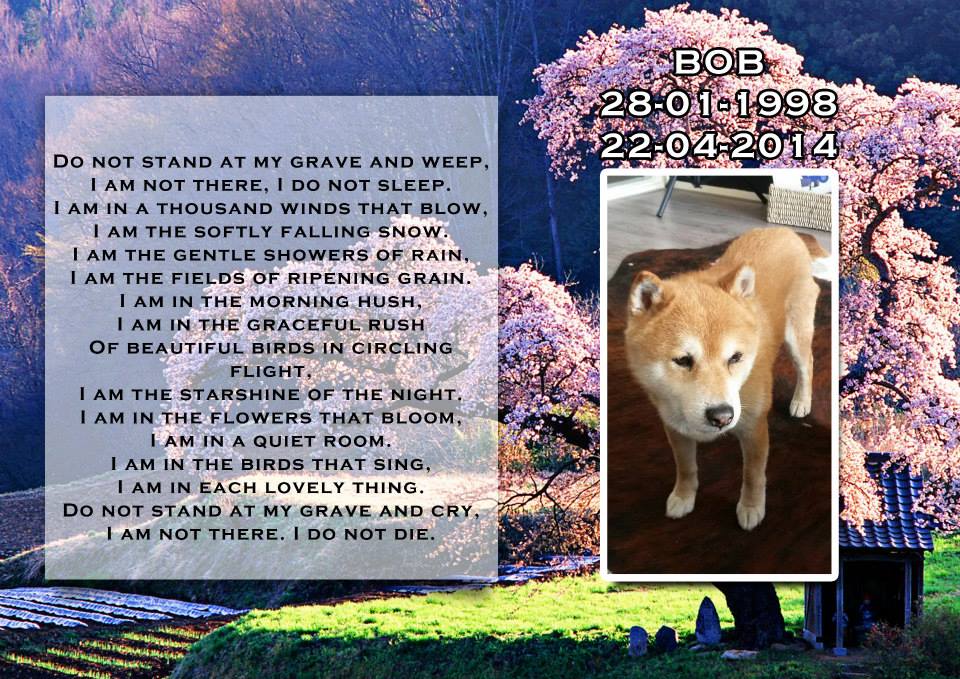 BOB
28-01-1998
22-04-2014
Do not stand at my grave and weep,
I am not there, I do not sleep.
I am in a thousand winds that blow,
I am the softly falling snow.
I am the gentle showers of rain,
I am the fields of ripening grain.
I am in the morning hush,
I am in the graceful rush
Of beautiful birds in circling
flight,
I am the starshine of the night.
I am in the flowers that bloom,
I am in a quiet room.
I am in the birds that sing,
I am in each lovely thing.
Do not stand at my grave and cry,
I am not there. I do not die.